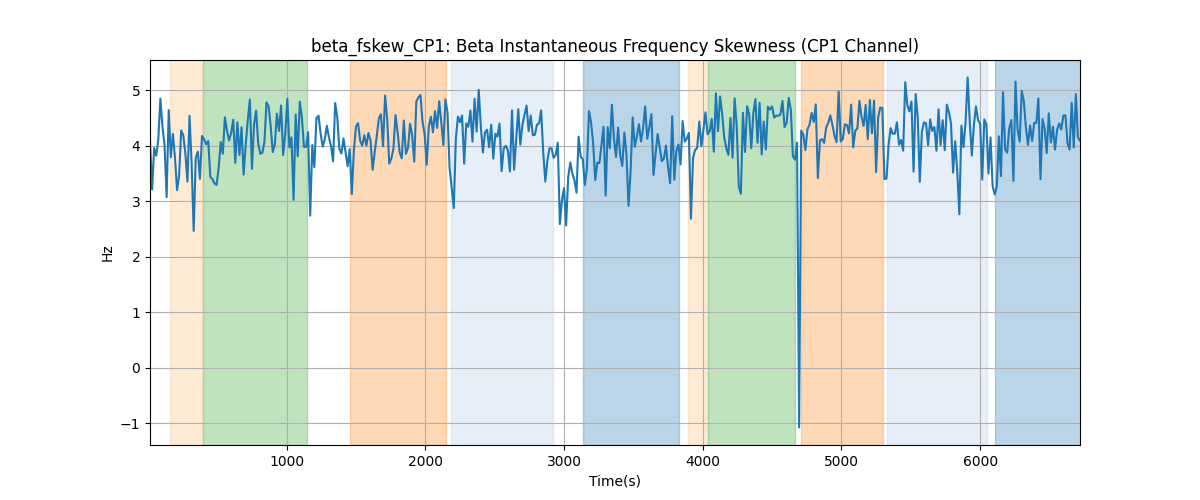 beta_fskew_CP1: Beta Instantaneous Frequency Skewness (CP1 Channel)
Hz
5
4
3
2
1
0
−1
1000 2000 3000 4000 5000 6000
Time(s)